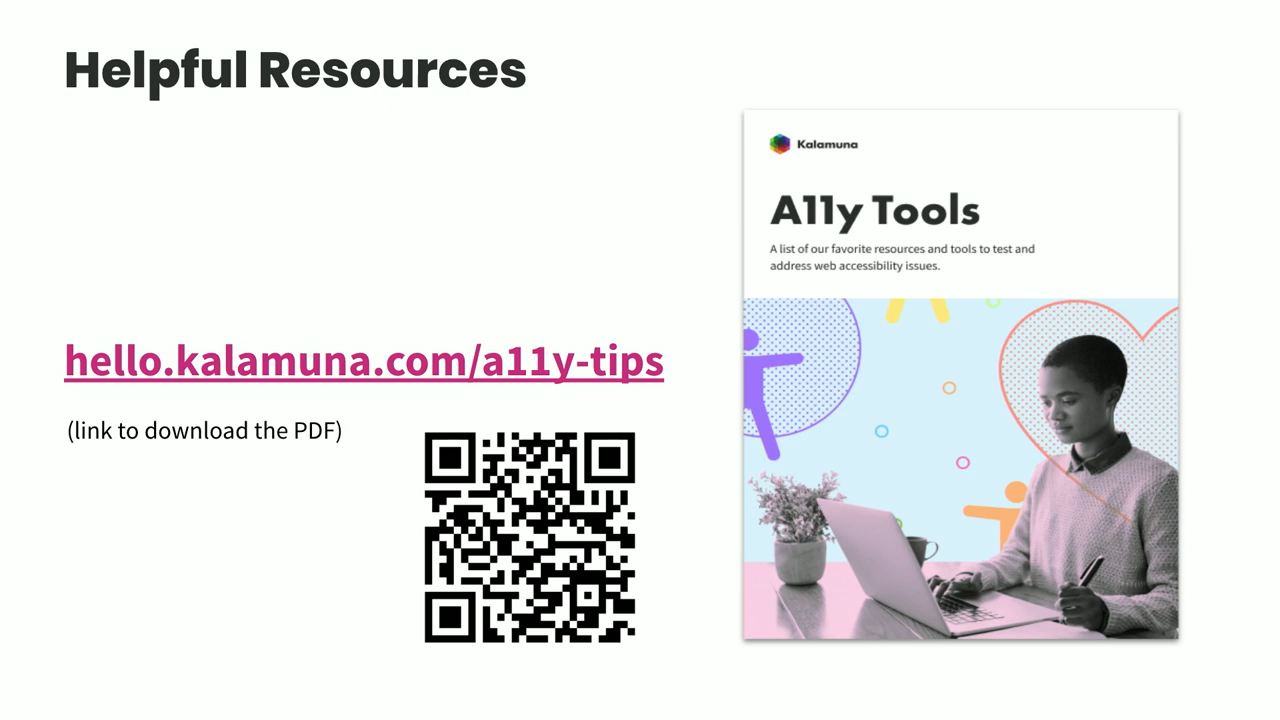 Helpful Resources
hello.kalamuna.com/a11y-tips
(link to download the PDF)
Kalamuna
A11y Tools
A list of our favorite resources and tools to test and
address web accessibility issues.